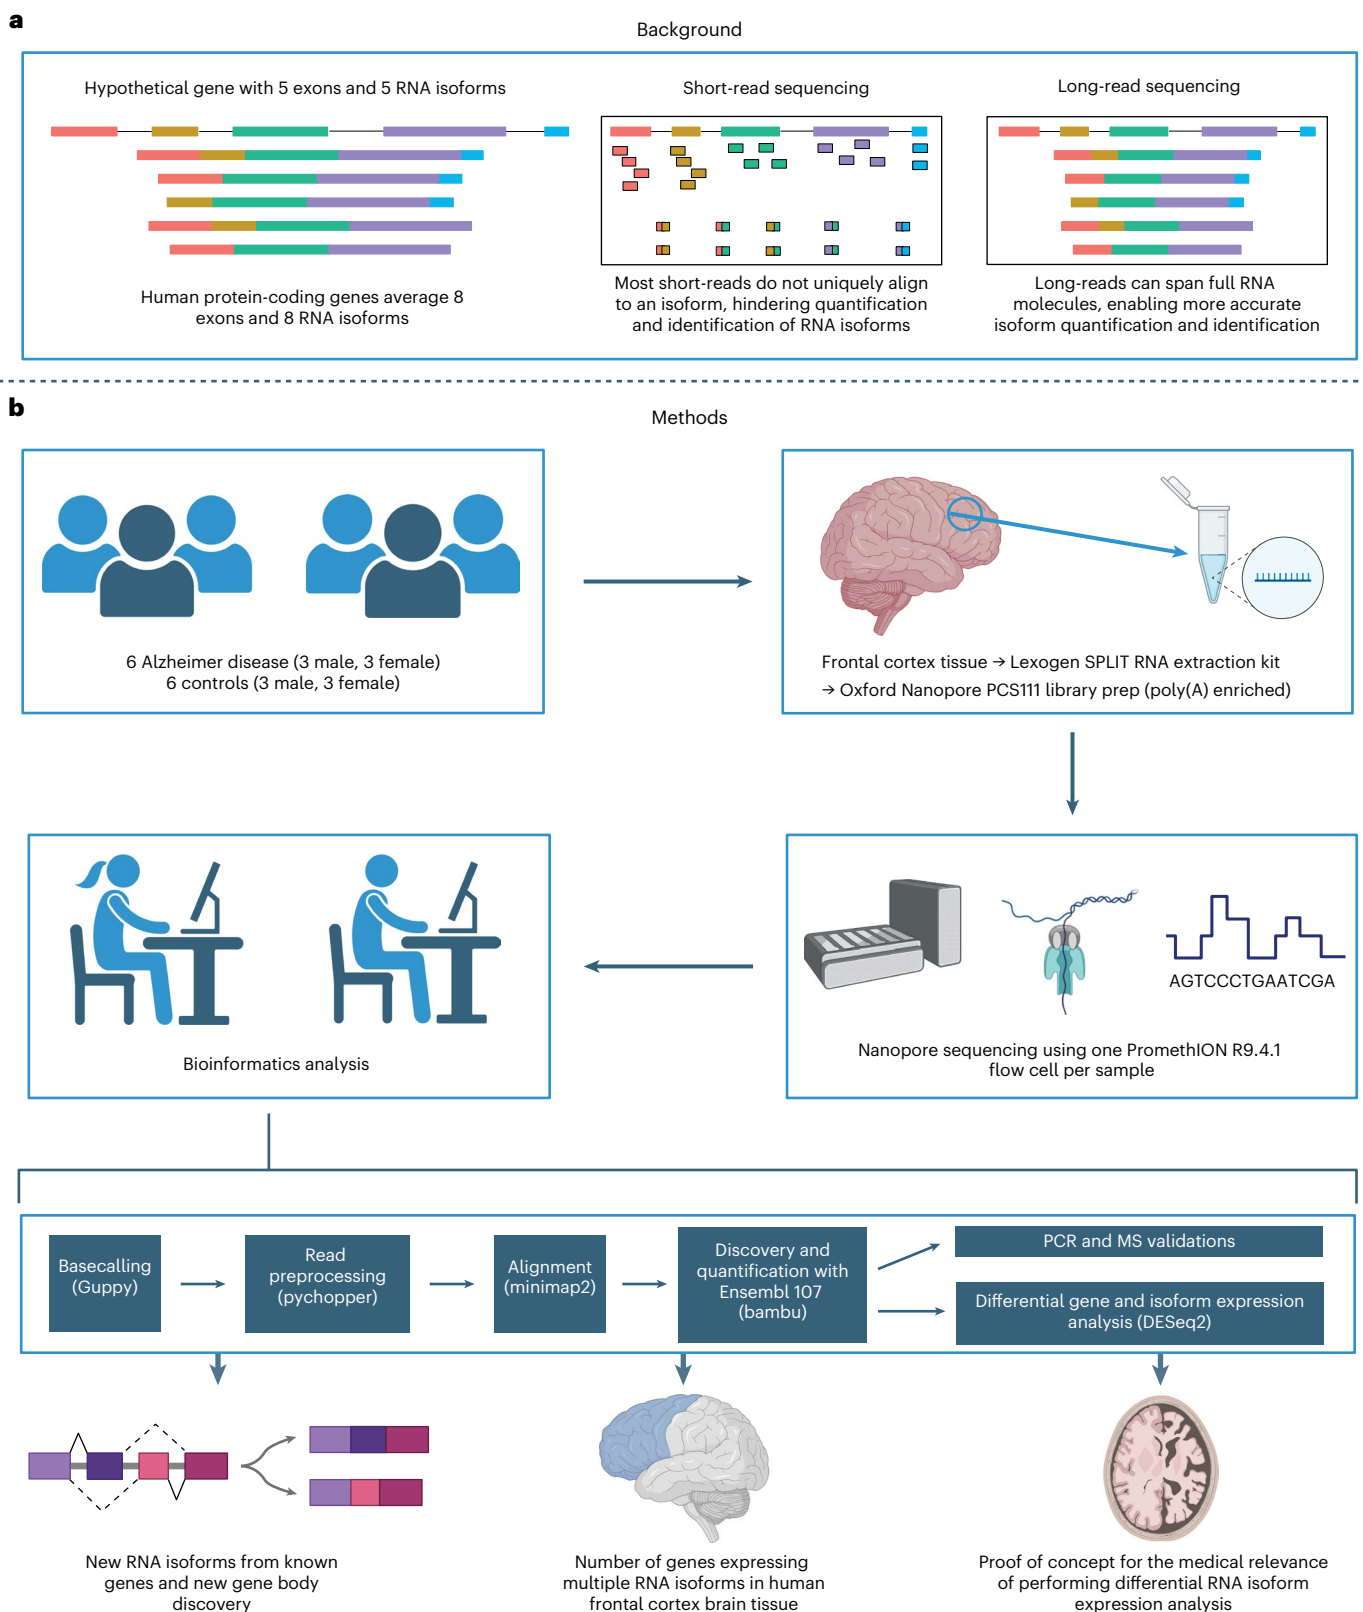 a
Background
Hypothetical gene with 5 exons and 5 RNA isoforms
Human protein-coding genes average 8
exons and 8 RNA isoforms
Short-read sequencing
Most short-reads do not uniquely align
to an isoform, hindering quantification
and identification of RNA isoforms
Long-read sequencing
Long-reads can span full RNA
molecules, enabling more accurate
isoform quantification and identification
b
Methods
6 Alzheimer disease (3 male, 3 female)
6 controls (3 male, 3 female)
Frontal cortex tissue → Lexogen SPLIT RNA extraction kit
→ Oxford Nanopore PCS111 library prep (poly(A) enriched)
Bioinformatics analysis
AGTCCCTGAATCGA
Nanopore sequencing using one PromethION R9.4.1
flow cell per sample
Basecalling
(Guppy)
Read
preprocessing
(pychopper)
Alignment
(minimap2)
Discovery and
quantification with
Ensembl 107
(bambu)
PCR and MS validations
Differential gene and isoform expression
analysis (DESeq2)
New RNA isoforms from known
genes and new gene body
discovery
Number of genes expressing
multiple RNA isoforms in human
frontal cortex brain tissue
Proof of concept for the medical relevance
of performing differential RNA isoform
expression analysis